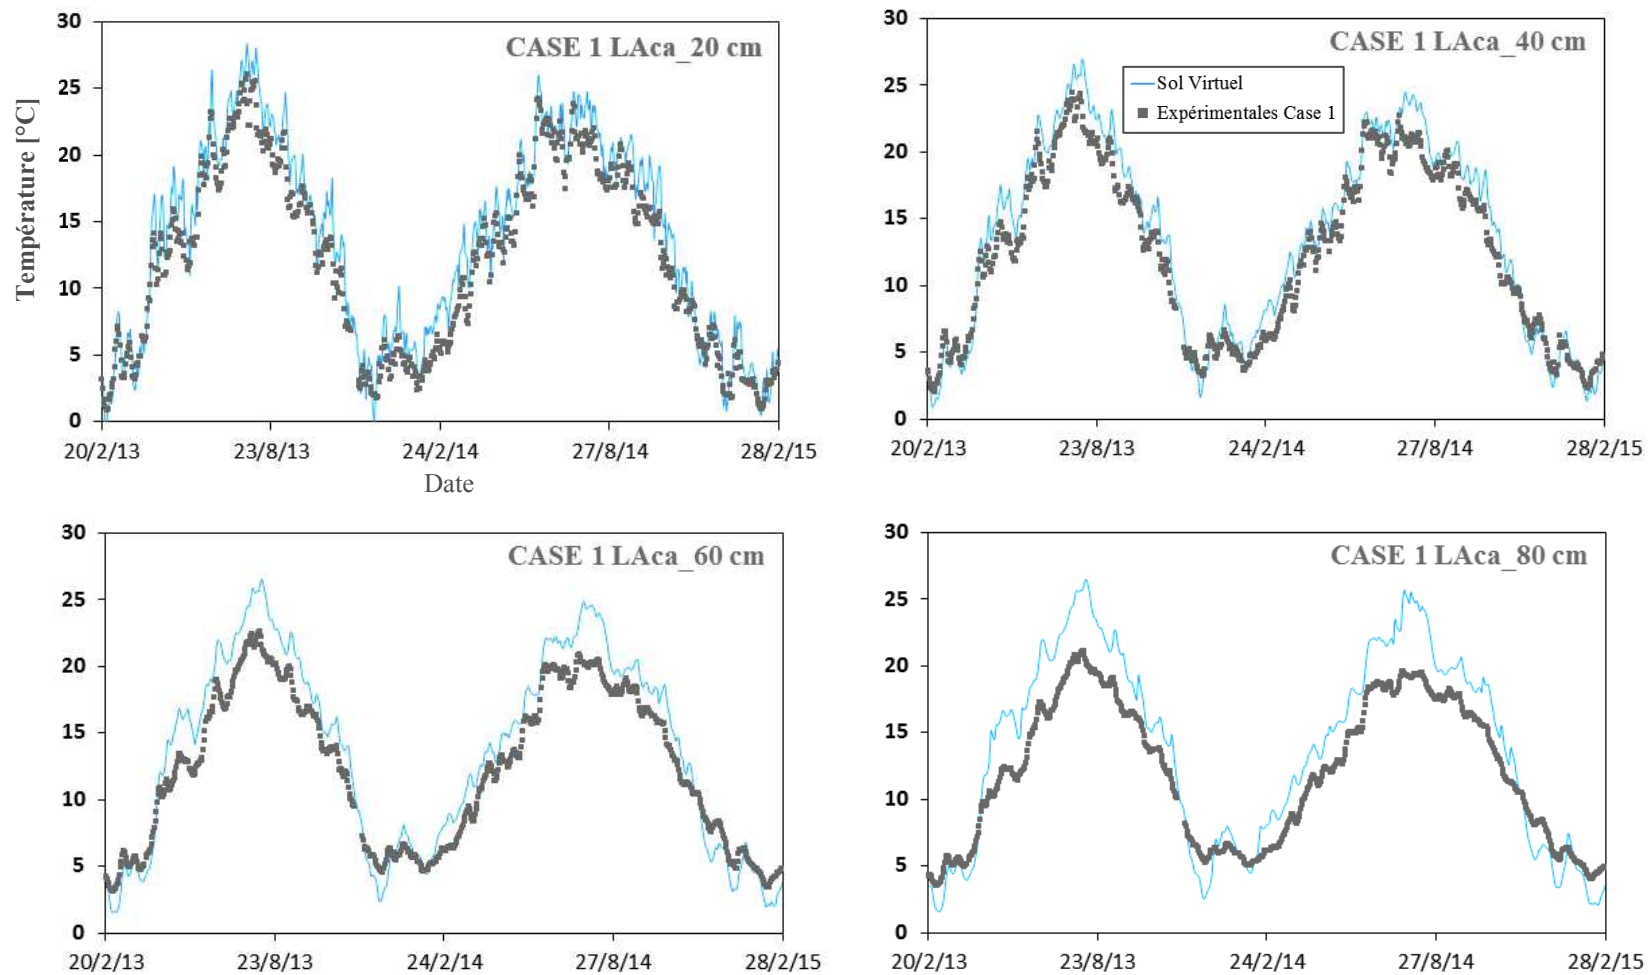 CASE 1 LAca_20 cm
Température [°C]
30
25
20
15
10
5
0
20/2/13 23/8/13 24/2/14 27/8/14 28/2/15
Date
CASE 1 LAca_40 cm
Sol Virtuel
Expérimentales Case 1
30
25
20
15
10
5
0
20/2/13 23/8/13 24/2/14 27/8/14 28/2/15
CASE 1 LAca_60 cm
30
25
20
15
10
5
0
20/2/13 23/8/13 24/2/14 27/8/14 28/2/15
CASE 1 LAca_80 cm
30
25
20
15
10
5
0
20/2/13 23/8/13 24/2/14 27/8/14 28/2/15